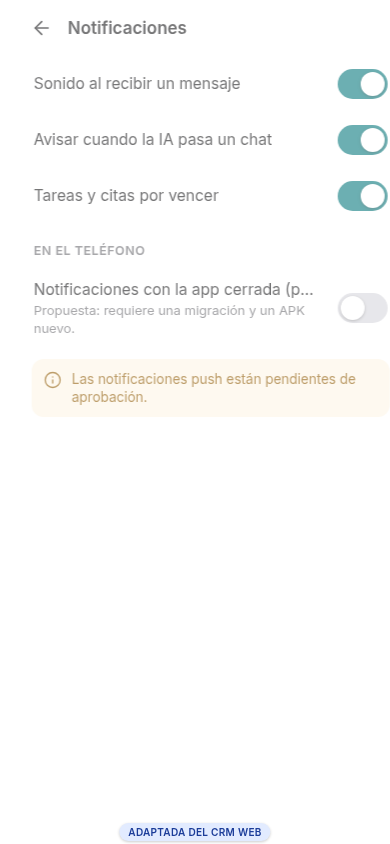 Notificaciones
Sonido al recibir un mensaje
Avisar cuando la IA pasa un chat
Tareas y citas por vencer
EN EL TELÉFONO
Notificaciones con la app cerrada (p...
Propuesta: requiere una migración y un APK
nuevo.
Las notificaciones push están pendientes de
aprobación.
ADAPTADA DEL CRM WEB